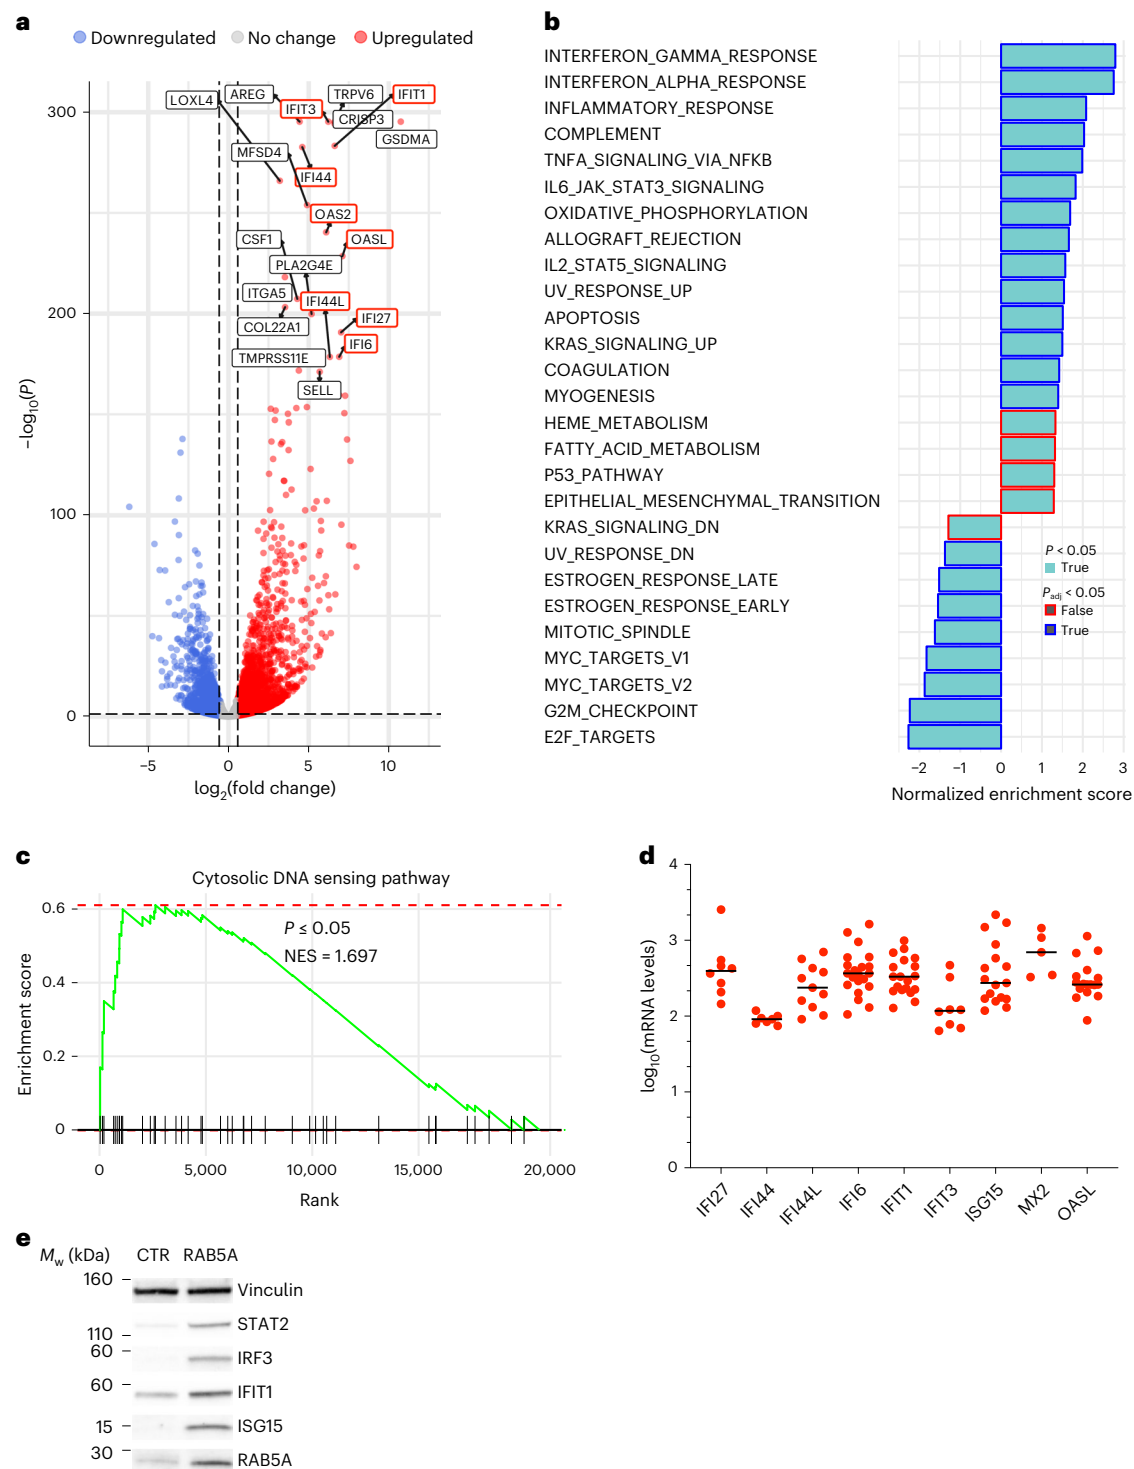 a
Downregulated No change Upregulated
300
200
100
0
−log10(P)
LOXL4
AREG
IFIT3
TRPV6
IFIT1
CRISP3
GSDMA
MFSD4
IFI44
OAS2
CSF1
OASL
PLA2G4E
ITGA5
IFI44L
COL22A1
IFI27
IFI6
TMPRSS11E
SELL
−5 0 5 10
log2(fold change)
b
INTERFERON_GAMMA_RESPONSE
INTERFERON_ALPHA_RESPONSE
INFLAMMATORY_RESPONSE
COMPLEMENT
TNFA_SIGNALING_VIA_NFKB
IL6_JAK_STAT3_SIGNALING
OXIDATIVE_PHOSPHORYLATION
ALLOGRAFT_REJECTION
IL2_STAT5_SIGNALING
UV_RESPONSE_UP
APOPTOSIS
KRAS_SIGNALING_UP
COAGULATION
MYOGENESIS
HEME_METABOLISM
FATTY_ACID_METABOLISM
P53_PATHWAY
EPITHELIAL_MESENCHYMAL_TRANSITION
KRAS_SIGNALING_DN
UV_RESPONSE_DN
ESTROGEN_RESPONSE_LATE
ESTROGEN_RESPONSE_EARLY
MITOTIC_SPINDLE
MYC_TARGETS_V1
MYC_TARGETS_V2
G2M_CHECKPOINT
E2F_TARGETS
P < 0.05
True
Padj < 0.05
False
True
−2 −1 0 1 2 3
Normalized enrichment score
c
Cytosolic DNA sensing pathway
P ≤ 0.05
NES = 1.697
0.6
0.4
0.2
0
Enrichment score
0 5,000 10,000 15,000 20,000
Rank
d
4
3
2
1
0
log10(mRNA levels)
IFI27 IFI44 IFI44L IFI6 IFIT1 IFIT3 ISG15 MX2 OASL
e
Mw (kDa) CTR RAB5A
160 Vinculin
STAT2
110
60 IRF3
60 IFIT1
15 ISG15
30 RAB5A